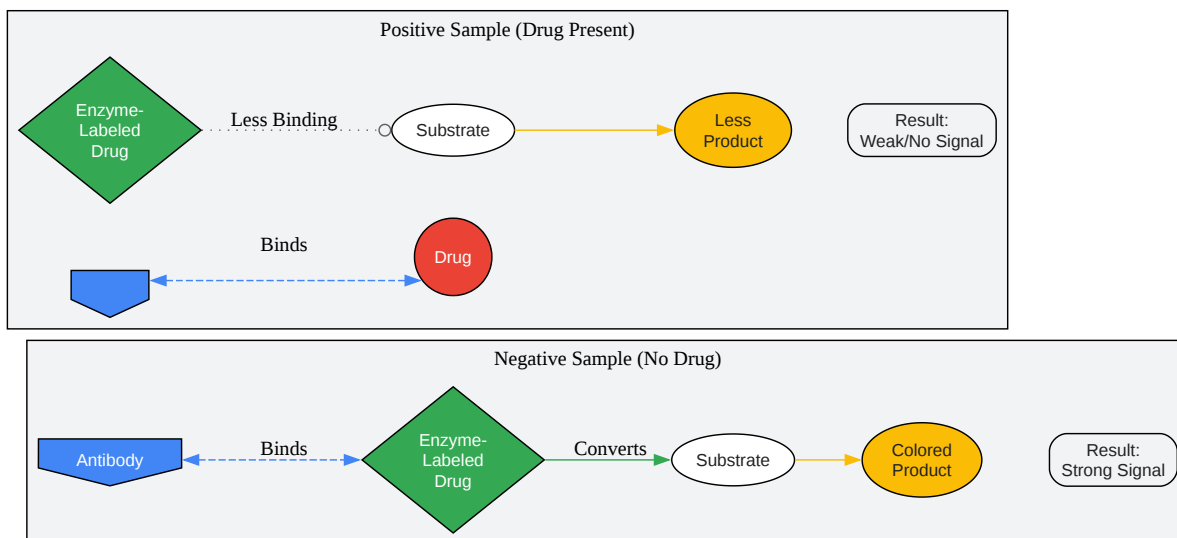 Positive Sample (Drug Present)
Enzyme-
Labeled
Drug
Less Binding
Substrate
Less
Product
Result:
Weak/No Signal
Binds
Drug
Negative Sample (No Drug)
Antibody
Binds
Enzyme-
Labeled
Drug
Converts
Substrate
Colored
Product
Result:
Strong Signal